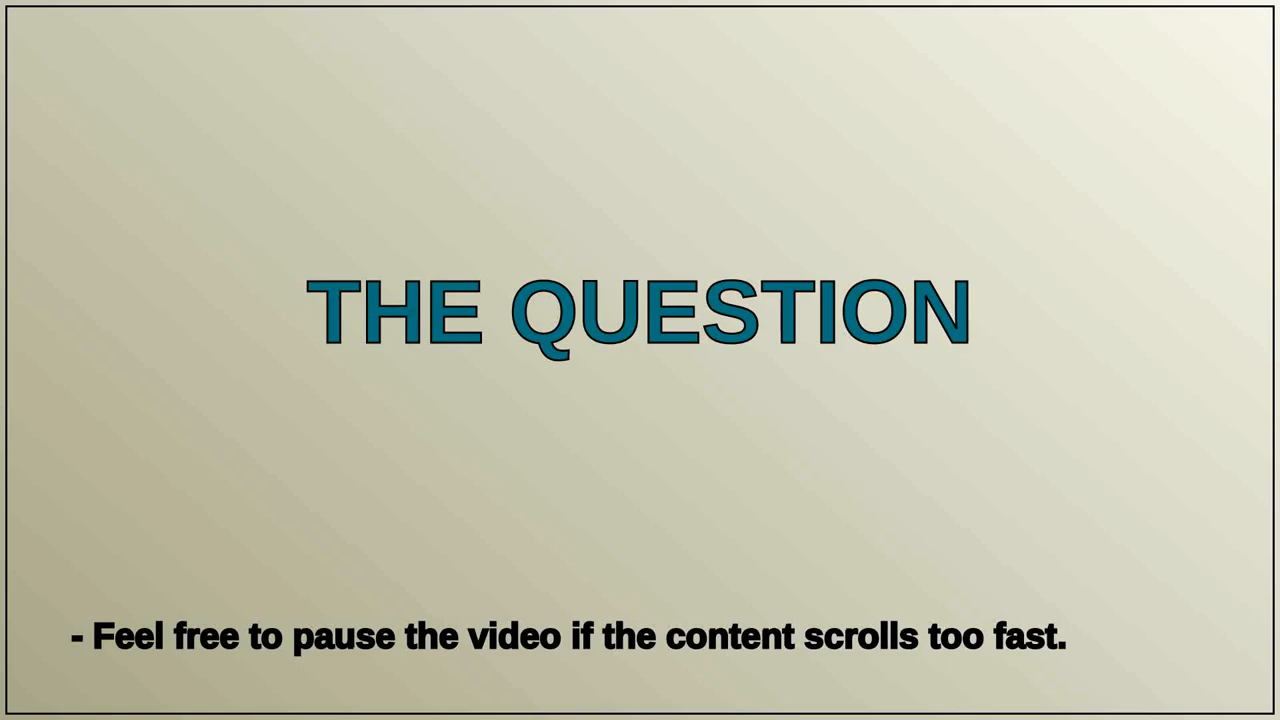 THE QUESTION
- Feel free to pause the video if the content scrolls too fast.